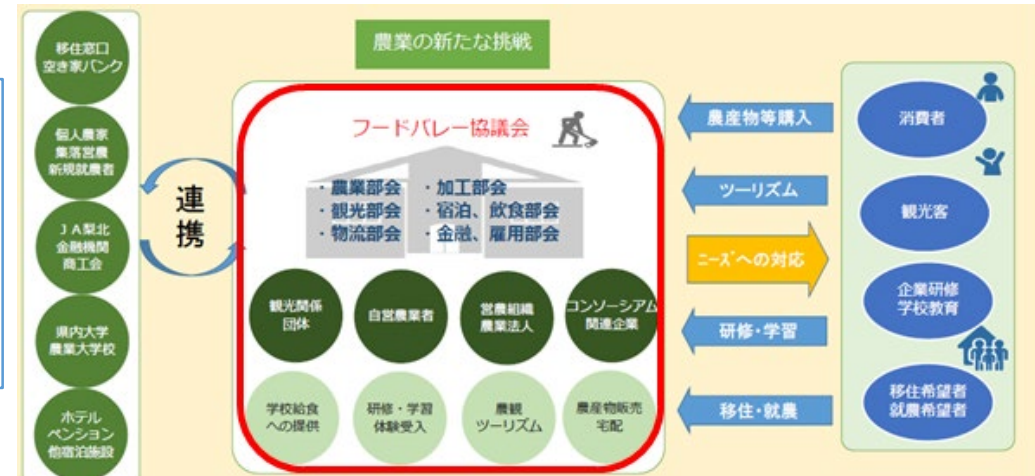 農業の新たな挑戦
移住窓口
空き家バンク
個人農家
集落営農
新規就農者
JA梨北
金融機関
商工会
県内大学
農業大学校
ホテル
ペンション
他宿泊施設
連
携
フードバレー協議会
・農業部会 ・加工部会
・観光部会 ・宿泊、飲食部会
・物流部会 ・金融、雇用部会
観光関係
団体
自営農業者
営農組織
農業法人
コンソーシアム
関連企業
学校給食
への提供
研修・学習
体験受入
農観
ツーリズム
農産物販売
宅配
農産物等購入
ツーリズム
ニーズへの対応
研修・学習
移住・就農
消費者
観光客
企業研修
学校教育
移住希望者
就農希望者